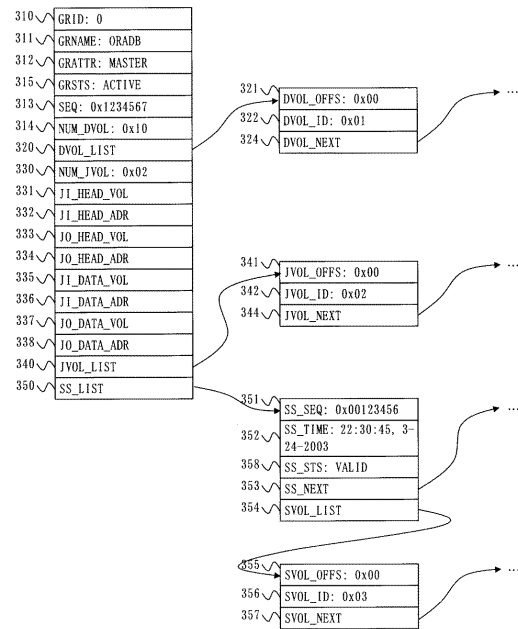 310 GRID: 0
311 GRNAME: ORADB
312 GRATTR: MASTER
315 GRSTS: ACTIVE
313 SEQ: 0x1234567
314 NUM_DVOL: 0x10
320 DVOL_LIST
330 NUM_JVOL: 0x02
331 JI_HEAD_VOL
332 JI_HEAD_ADR
333 JO_HEAD_VOL
334 JO_HEAD_ADR
335 JI_DATA_VOL
336 JI_DATA_ADR
337 JO_DATA_VOL
338 JO_DATA_ADR
340 JVOL_LIST
350 SS_LIST
321 DVOL_OFFS: 0x00
322 DVOL_ID: 0x01
324 DVOL_NEXT
...
341 JVOL_OFFS: 0x00
342 JVOL_ID: 0x02
344 JVOL_NEXT
...
351 SS_SEQ: 0x00123456
352 SS_TIME: 22:30:45, 3-
24-2003
358 SS_STS: VALID
353 SS_NEXT
354 SVOL_LIST
...
355 SVOL_OFFS: 0x00
356 SVOL_ID: 0x03
357 SVOL_NEXT
...